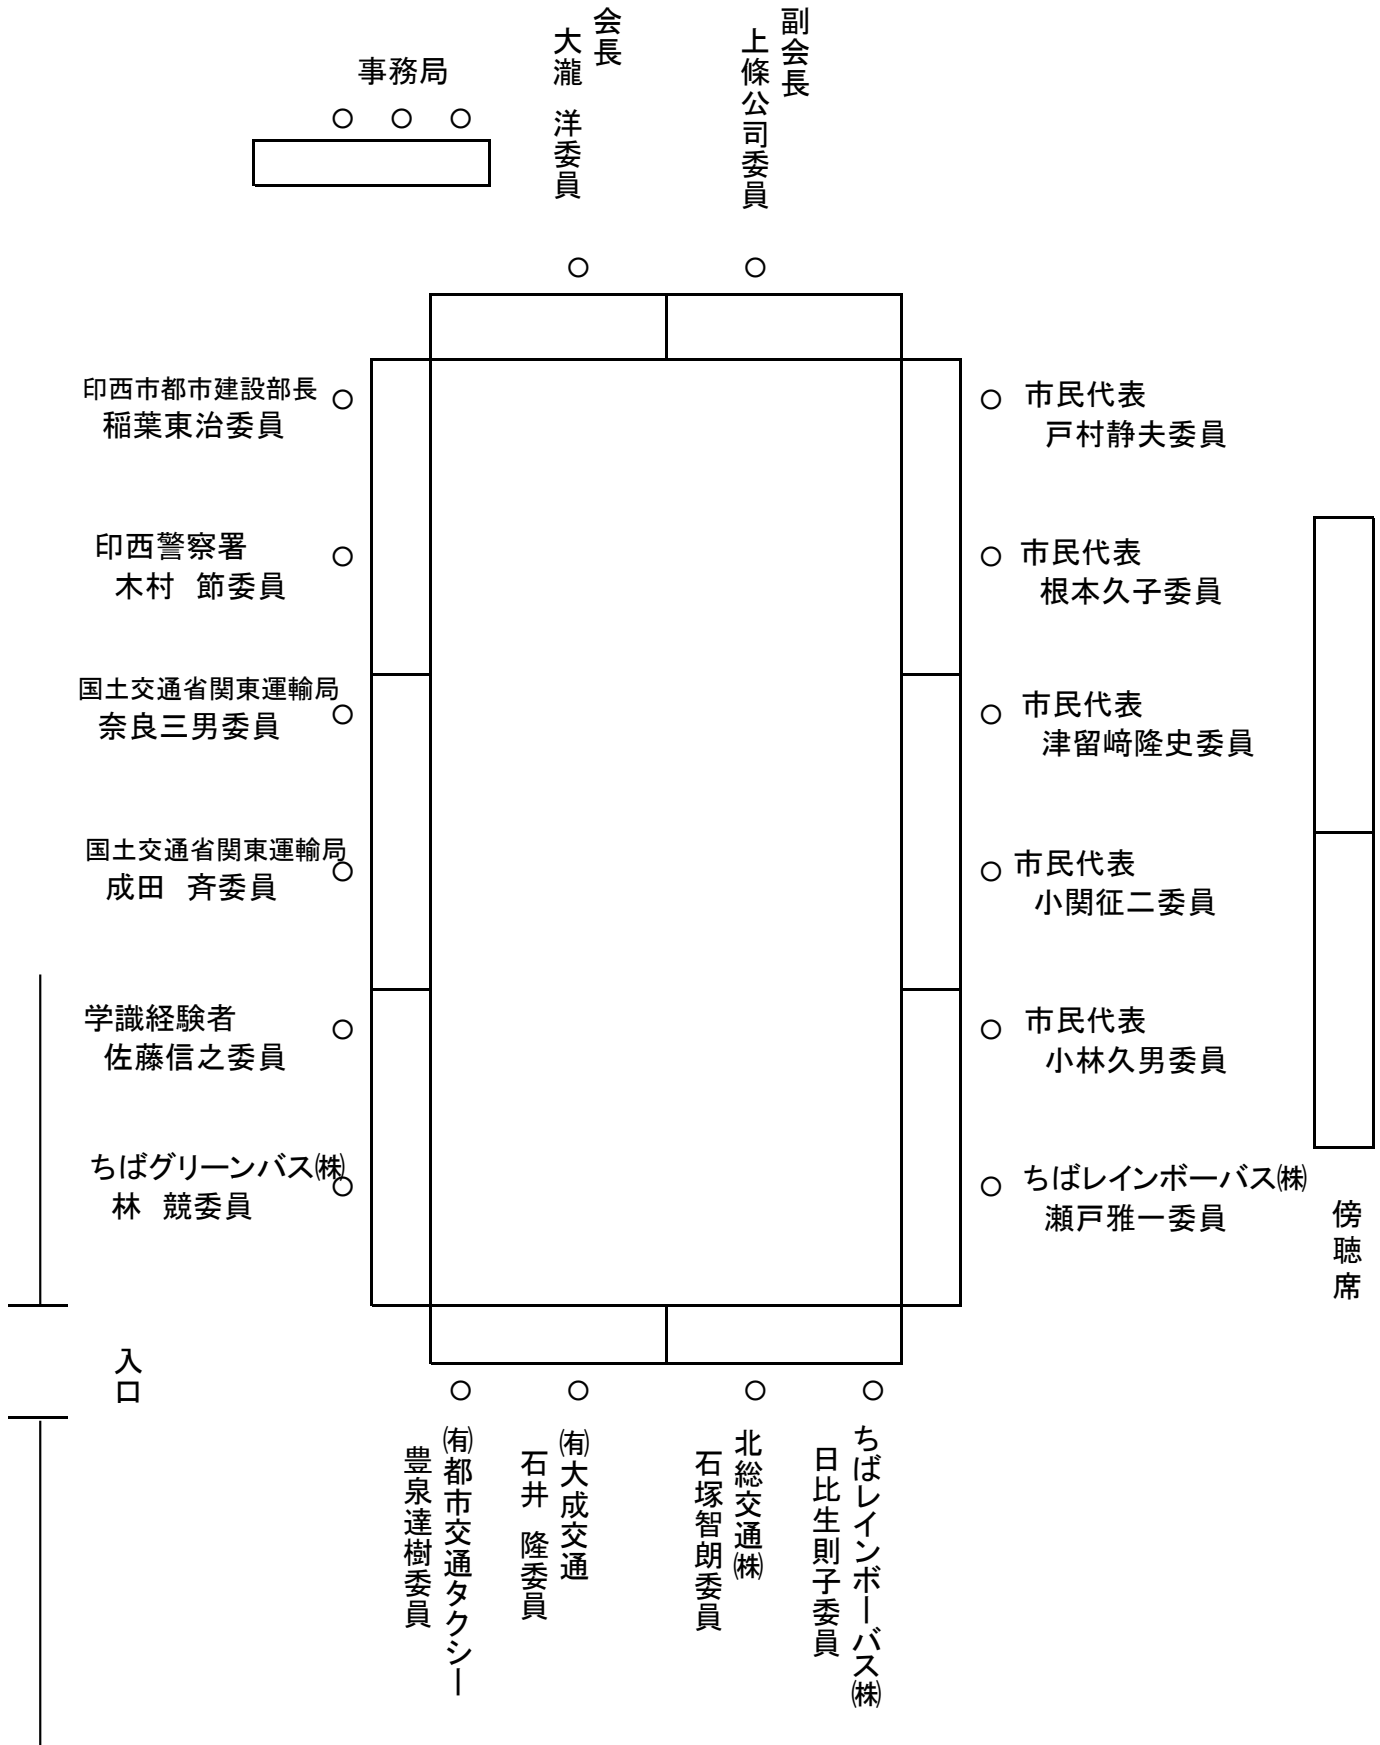 事務局
会長
大瀧 洋委員
副会長
上條公司委員
印西市都市建設部長
稲葉東治委員
印西警察署
木村 節委員
国土交通省関東運輸局
奈良三男委員
国土交通省関東運輸局
成田 斉委員
学識経験者
佐藤信之委員
ちばグリーンバス㈱
林 競委員
市民代表
戸村静夫委員
市民代表
根本久子委員
市民代表
津留﨑隆史委員
市民代表
小関征二委員
市民代表
小林久男委員
ちばレインボーバス㈱
瀬戸雅一委員
傍聴席
入口
㈲都市交通タクシー
豊泉達樹委員
㈲大成交通
石井 隆委員
北総交通㈱
石塚智朗委員
ちばレインボーバス㈱
日比生則子委員